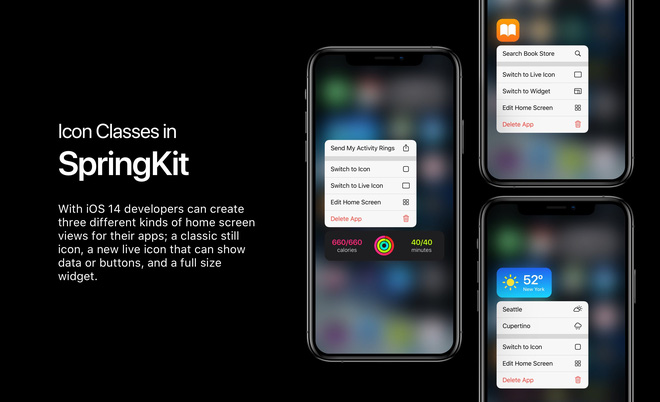 Icon Classes in
SpringKit
With iOS 14 developers can create
three different kinds of home screen
views for their apps; a classic still
icon, a new live icon that can show
data or buttons, and a full size
widget.
Send My Activity Rings
Switch to Icon
Switch to Live Icon
Edit Home Screen
Delete App
660/660
calories
40/40
minutes
Search Book Store
Switch to Live Icon
Switch to Widget
Edit Home Screen
Delete App
52°
New York
Seattle
Cupertino
Switch to Icon
Edit Home Screen
Delete App